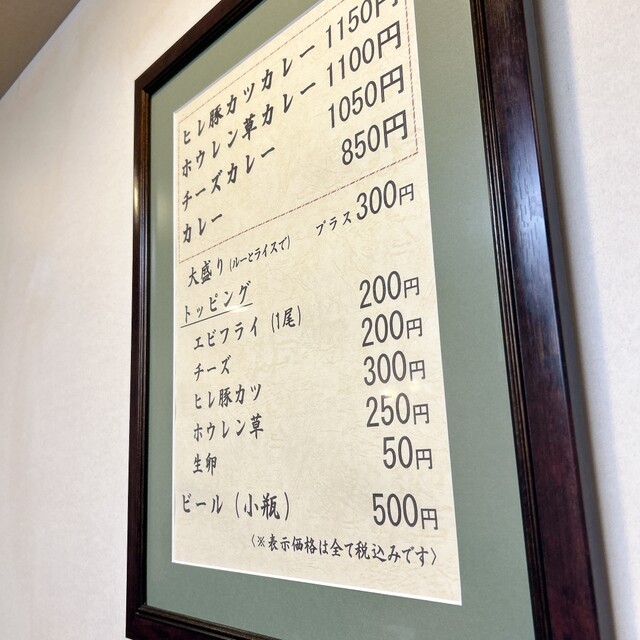 ヒレ豚カツカレー 1150円
ホウレン草カレー 1100円
チーズカレー 1050円
カレー 850円
大盛り(ルーとライスで) プラス300円
トッピング
エビフライ(1尾) 200円
チーズ 200円
ヒレ豚カツ 300円
ホウレン草 250円
生卵 50円
ビール(小瓶) 500円
〈※表示価格は全て税込みです〉